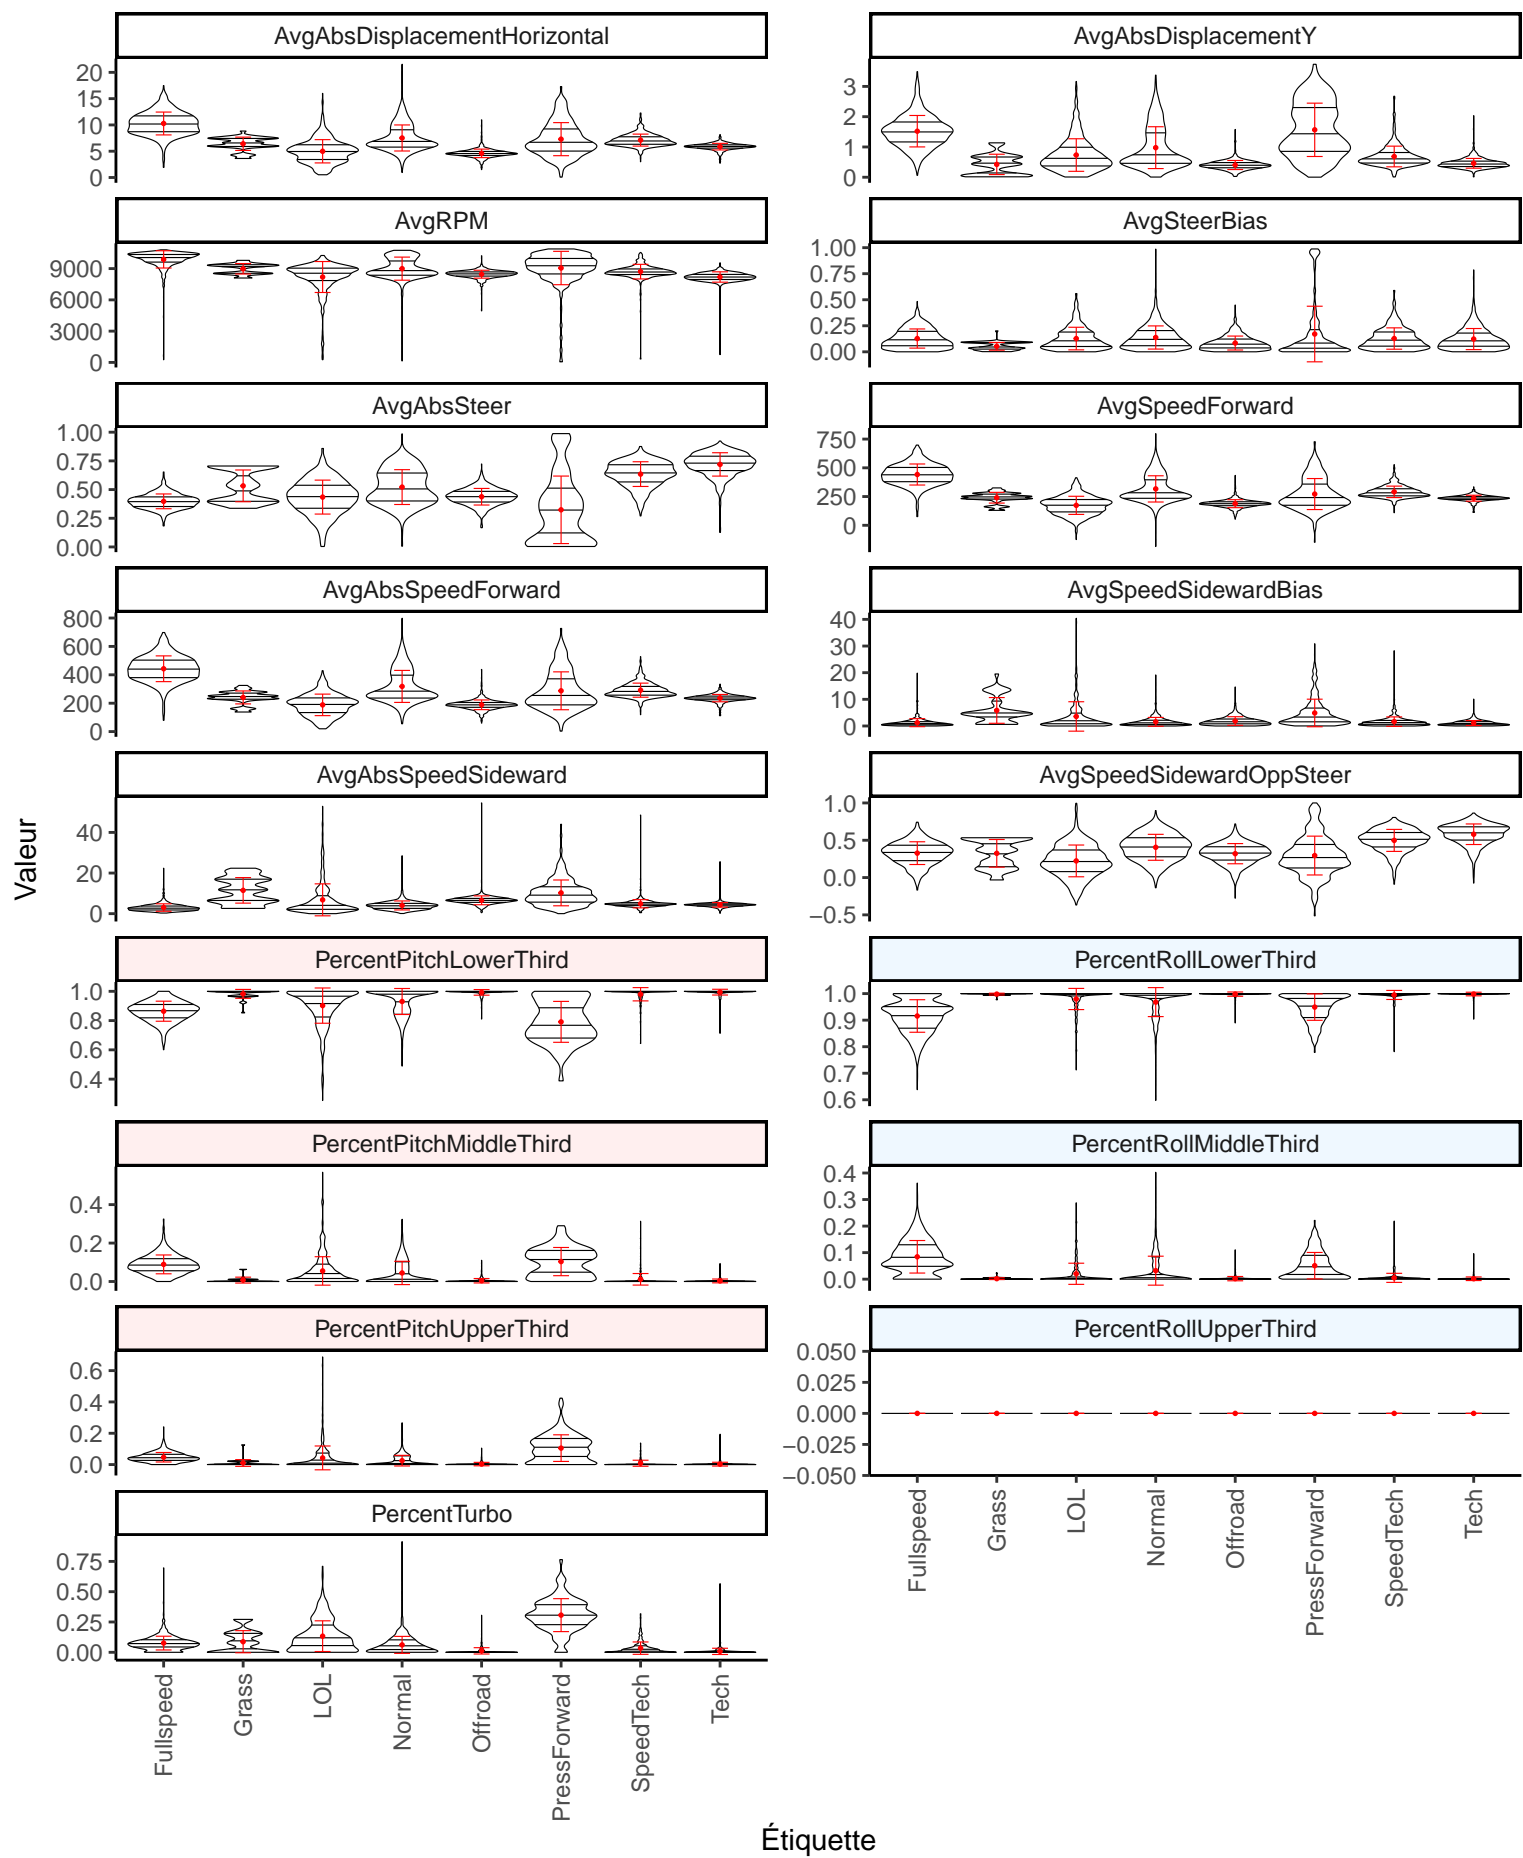 Valeur
AvgAbsDisplacementHorizontal
20
15
10
5
0
AvgAbsDisplacementY
3
2
1
0
AvgRPM
9000
6000
3000
0
AvgSteerBias
1.00
0.75
0.50
0.25
0.00
AvgAbsSteer
1.00
0.75
0.50
0.25
0.00
AvgSpeedForward
750
500
250
0
AvgAbsSpeedForward
800
600
400
200
0
AvgSpeedSidewardBias
40
30
20
10
0
AvgAbsSpeedSideward
40
20
0
AvgSpeedSidewardOppSteer
1.0
0.5
0.0
−0.5
PercentPitchLowerThird
1.0
0.8
0.6
0.4
PercentRollLowerThird
1.0
0.9
0.8
0.7
0.6
PercentPitchMiddleThird
0.4
0.2
0.0
PercentRollMiddleThird
0.4
0.3
0.2
0.1
0.0
PercentPitchUpperThird
0.6
0.4
0.2
0.0
PercentRollUpperThird
0.050
0.025
0.000
−0.025
−0.050
Fullspeed
Grass
LOL
Normal
Offroad
PressForward
SpeedTech
Tech
PercentTurbo
0.75
0.50
0.25
0.00
Fullspeed
Grass
LOL
Normal
Offroad
PressForward
SpeedTech
Tech
Étiquette